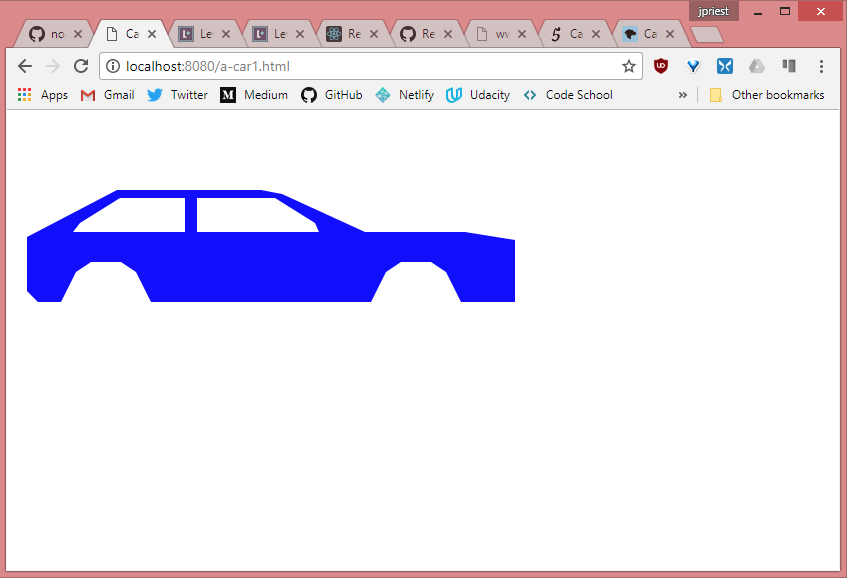 jpriest
no Ca Le Le Re Re wv Ca Ca
localhost:8080/a-car1.html
Apps Gmail Twitter Medium GitHub Netlify Udacity Code School » Other bookmarks